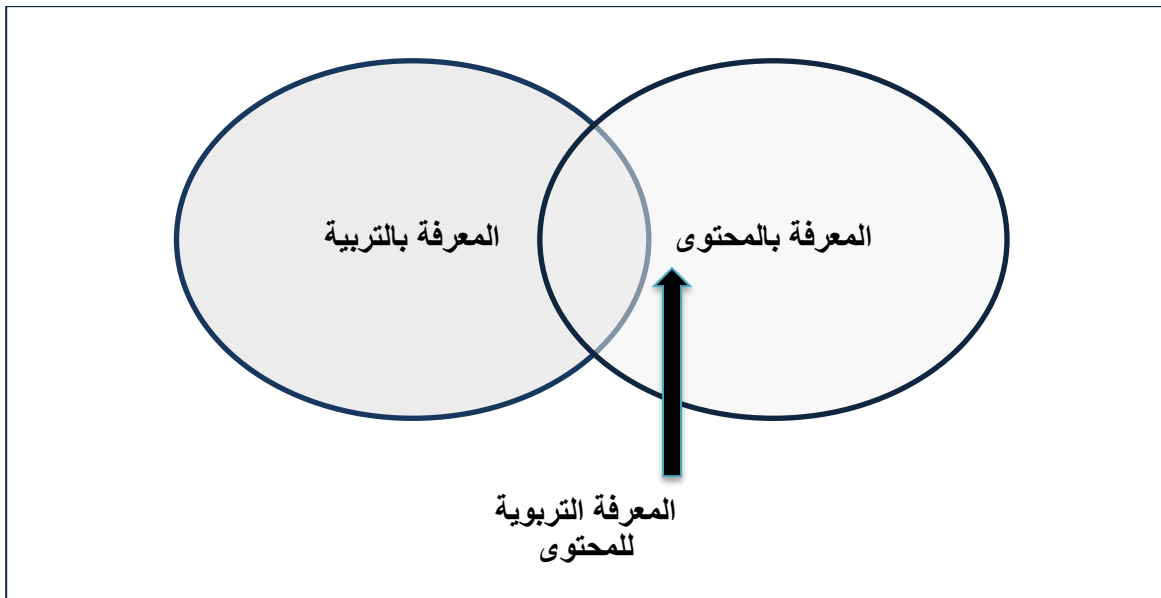 المعرفة بالمحتوى
المعرفة بالتربية
المعرفة التربوية
للمحتوى